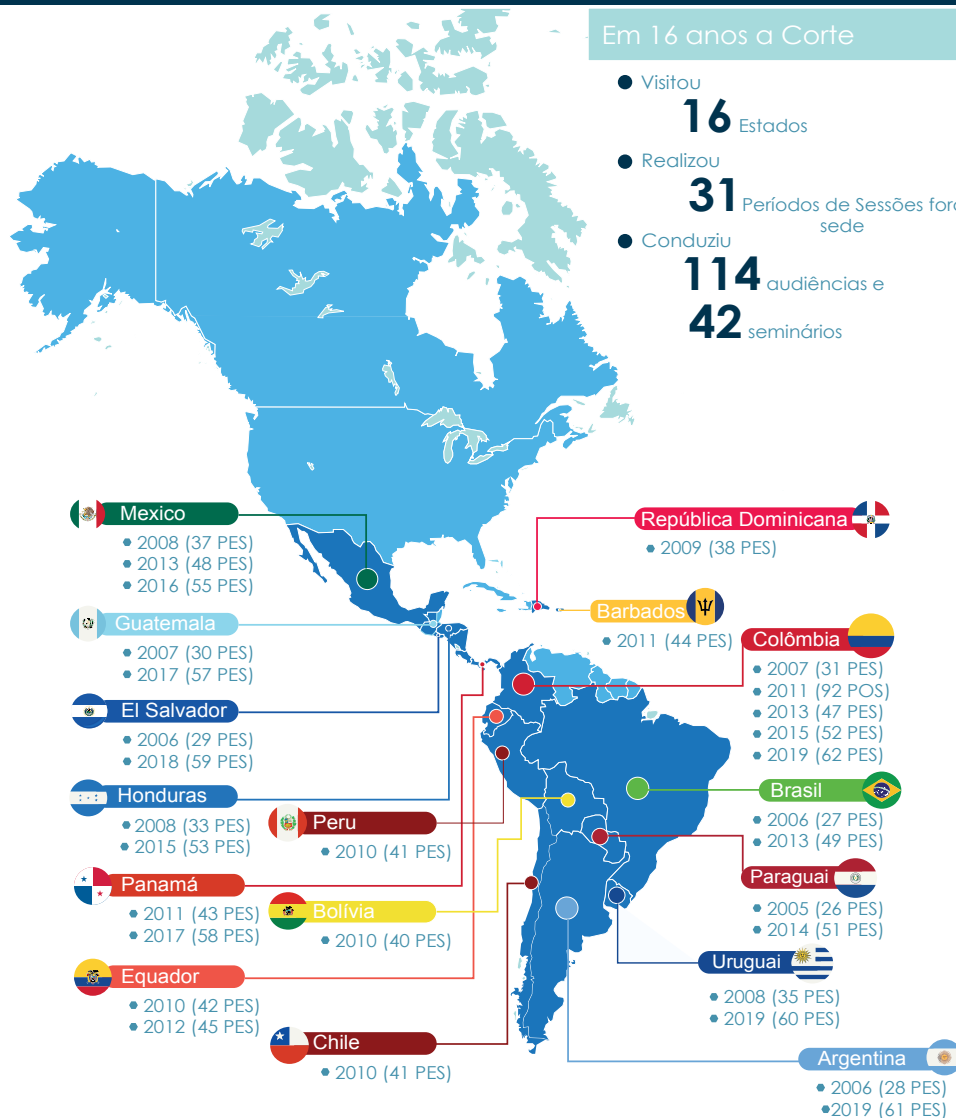 Em 16 anos a Corte
Visitou
16 Estados
Realizou
31 Períodos de Sessões fora
sede
Conduziu
114 audiências e
42 seminários
Mexico
2008 (37 PES)
2013 (48 PES)
2016 (55 PES)
Guatemala
2007 (30 PES)
2017 (57 PES)
El Salvador
2006 (29 PES)
2018 (59 PES)
Honduras
2008 (33 PES)
2015 (53 PES)
Panamá
2011 (43 PES)
2017 (58 PES)
Equador
2010 (42 PES)
2012 (45 PES)
Peru
2010 (41 PES)
Bolívia
2010 (40 PES)
Chile
2010 (41 PES)
República Dominicana
2009 (38 PES)
Barbados
2011 (44 PES)
Colômbia
2007 (31 PES)
2011 (92 POS)
2013 (47 PES)
2015 (52 PES)
2019 (62 PES)
Brasil
2006 (27 PES)
2013 (49 PES)
Paraguai
2005 (26 PES)
2014 (51 PES)
Uruguai
2008 (35 PES)
2019 (60 PES)
Argentina
2006 (28 PES)
2019 (61 PES)